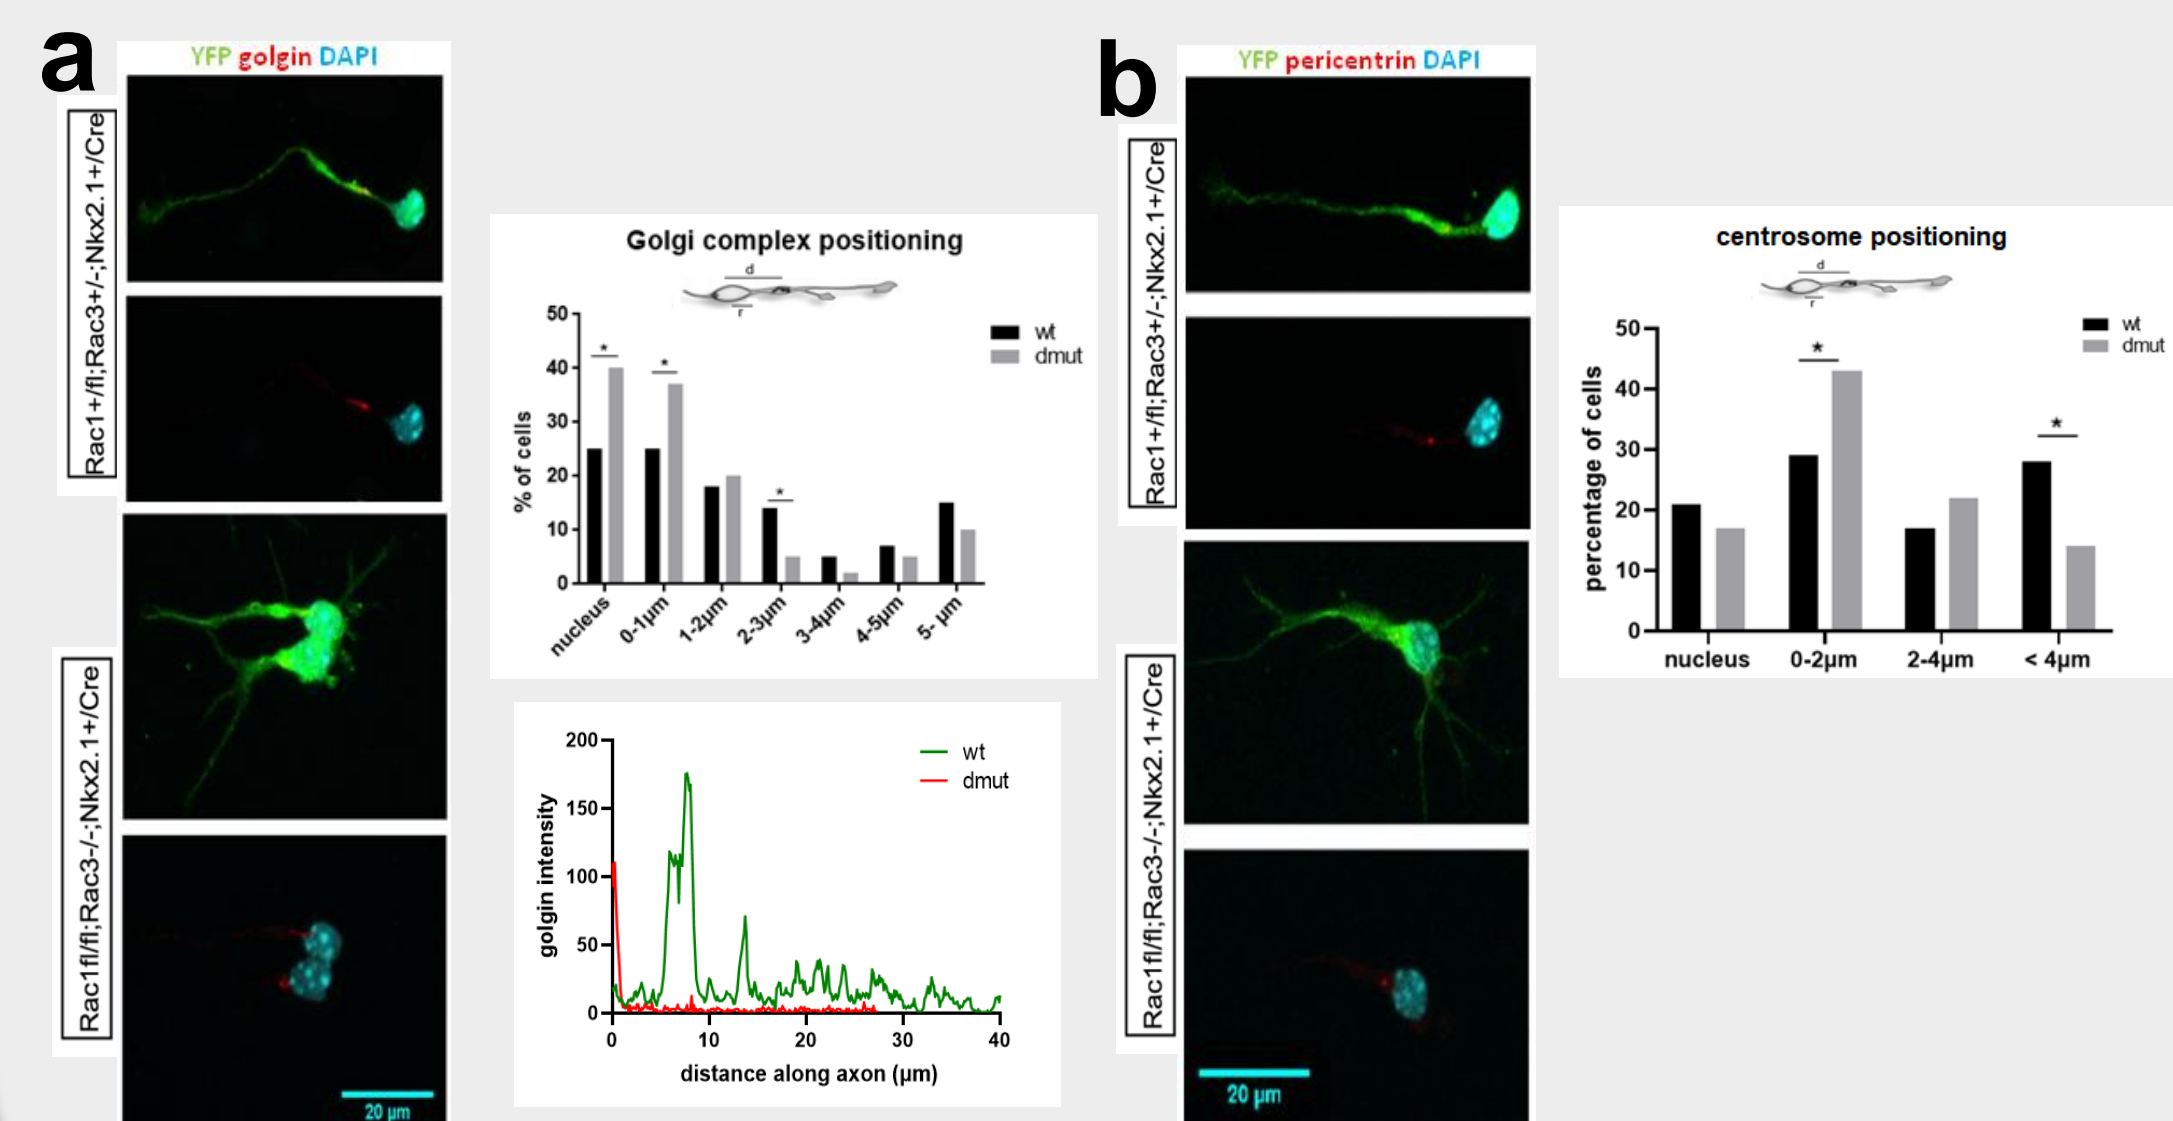 a
YFP golgin DAPI
Rac1+/fl;Rac3+/-;Nkx2.1+/Cre
Rac1fl/fl;Rac3-/-;Nkx2.1+/Cre
20 µm
Golgi complex positioning
d
r
wt
dmut
% of cells
50
40
30
20
10
0
*
*
*
nucleus
0-1µm
1-2µm
2-3µm
3-4µm
4-5µm
5- µm
golgin intensity
200
150
100
50
0
wt
dmut
0 10 20 30 40
distance along axon (µm)
b
YFP pericentrin DAPI
Rac1+/fl;Rac3+/-;Nkx2.1+/Cre
Rac1fl/fl;Rac3-/-;Nkx2.1+/Cre
20 µm
centrosome positioning
d
r
wt
dmut
percentage of cells
50
40
30
20
10
0
*
*
nucleus 0-2µm 2-4µm < 4µm